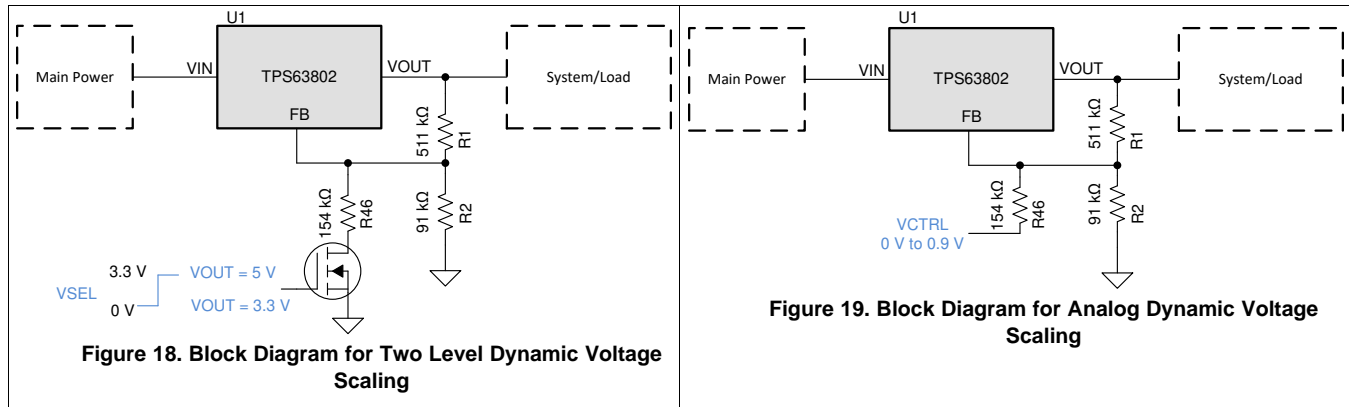 U1
Main Power
VIN
TPS63802
VOUT
System/Load
FB
511 kΩ
R1
154 kΩ
R46
91 kΩ
R2
3.3 V
VSEL
0 V
VOUT = 5 V
VOUT = 3.3 V
Figure 18. Block Diagram for Two Level Dynamic Voltage
Scaling
U1
Main Power
VIN
TPS63802
VOUT
System/Load
FB
511 kΩ
R1
154 kΩ
R46
91 kΩ
R2
VCTRL
0 V to 0.9 V
Figure 19. Block Diagram for Analog Dynamic Voltage
Scaling